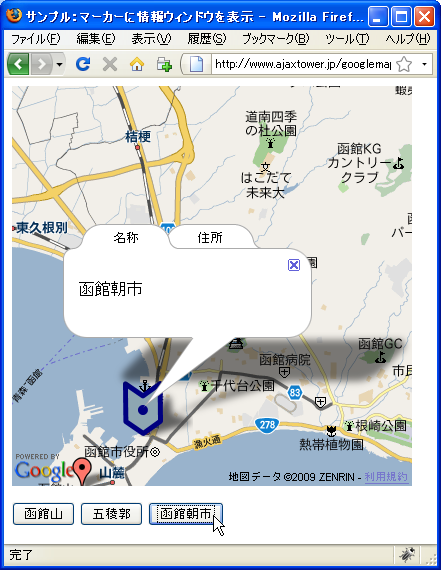 サンプル：マーカーに情報ウィンドウを表示 - Mozilla Firef...
ファイル(F) 編集(E) 表示(V) 履歴(S) ブックマーク(B) ツール(T) ヘルプ(H)
http://www.ajaxtower.jp/googlemap
桔梗
道南四季
の杜公園
函館KG
カントリー
クラブ
はこだて
未来大
東久根別
名称
住所
函館朝市
函館GC
函館病院
千代台公園
青森-函館
83
278
漁火通
根崎公園
熱帯植物園
函館市役所
山麓
POWERED BY
Google
地図データ ©2009 ZENRIN - 利用規約
函館山 五稜郭 函館朝市
完了